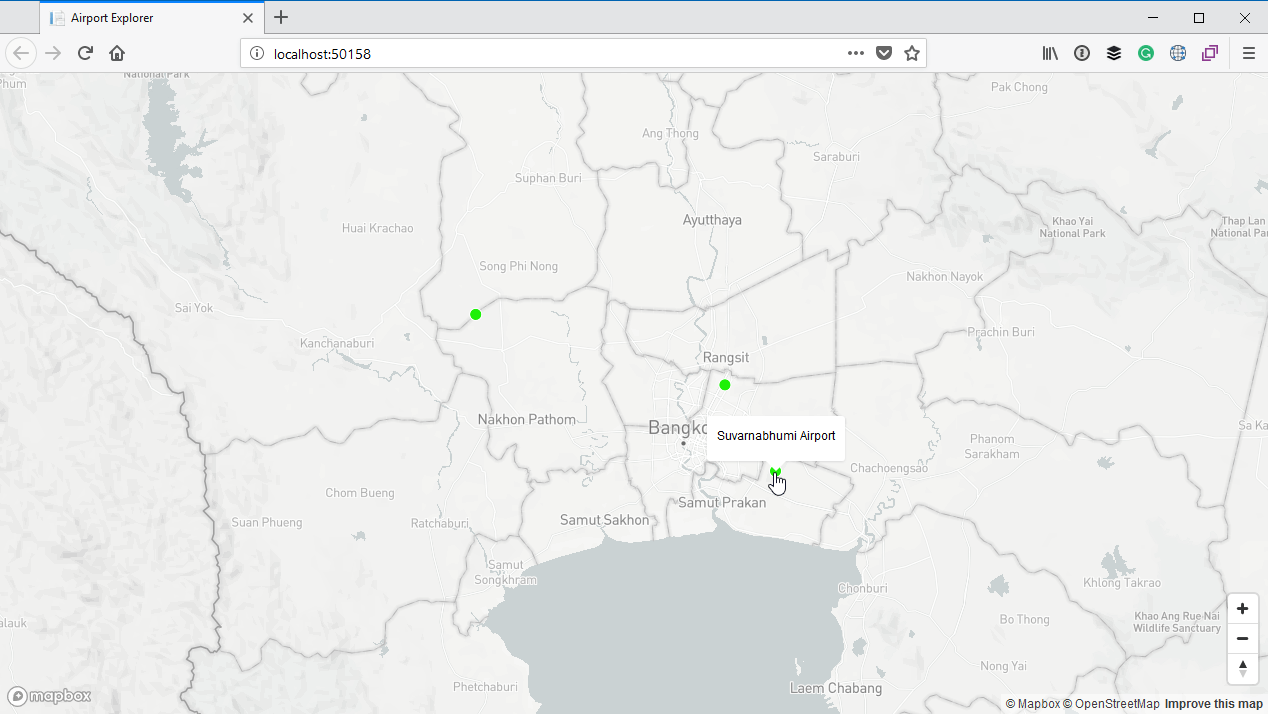 Airport Explorer
localhost:50158
National Park
Phum
Pak Chong
Ang Thong
Saraburi
Suphan Buri
Ayutthaya
Huai Krachao
Khao Yai
National Park
Thap Lan
National Par
Song Phi Nong
Nakhon Nayok
Sai Yok
Prachin Buri
Kanchanaburi
Rangsit
Nakhon Pathom
Bangko
Suvarnabhumi Airport
Sa Ka
Phanom
Sarakham
Chachoengsao
Chom Bueng
Samut Prakan
Suan Phueng
Ratchaburi
Samut Sakhon
Samut
Songkhram
Chonburi
Khlong Takrao
alauk
Bo Thong
Khao Ang Rue Nai
Wildlife Sanctuary
Nong Yai
Phetchaburi
Laem Chabang
mapbox
© Mapbox © OpenStreetMap Improve this map